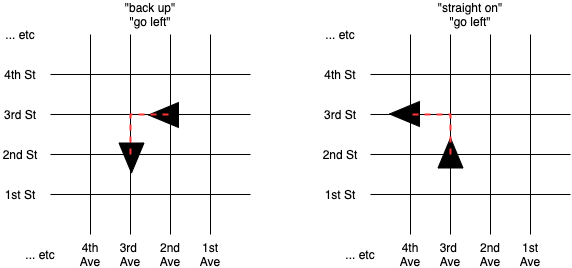 "back up"
"go left"
... etc
4th St
3rd St
2nd St
1st St
... etc
4th Ave
3rd Ave
2nd Ave
1st Ave
"straight on"
"go left"
... etc
4th St
3rd St
2nd St
1st St
... etc
4th Ave
3rd Ave
2nd Ave
1st Ave